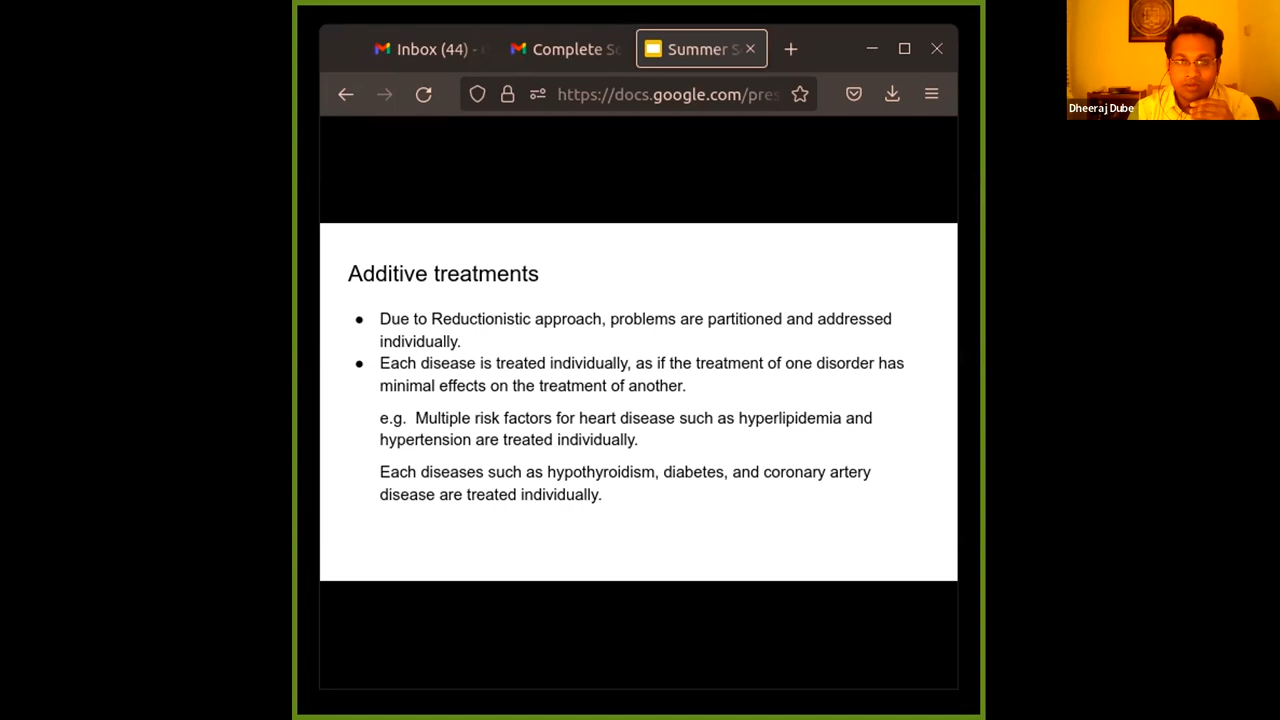 Inbox (44) -
Complete Sc
Summer S
https://docs.google.com/pres
Dheeraj Dube
Additive treatments
● Due to Reductionistic approach, problems are partitioned and addressed
individually.
● Each disease is treated individually, as if the treatment of one disorder has
minimal effects on the treatment of another.
e.g. Multiple risk factors for heart disease such as hyperlipidemia and
hypertension are treated individually.
Each diseases such as hypothyroidism, diabetes, and coronary artery
disease are treated individually.